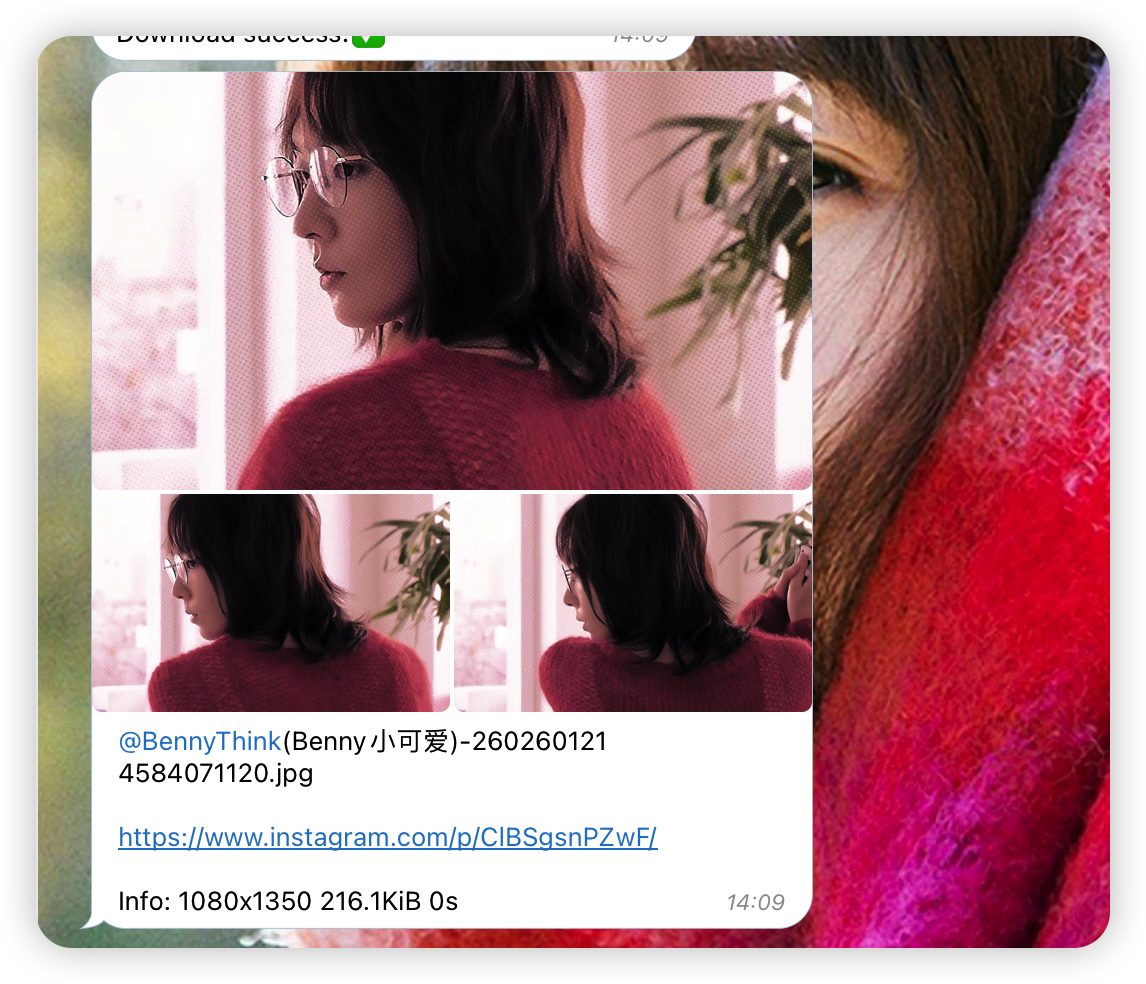 Download success!✅ 14:09
@BennyThink(Benny小可爱)-260260121
4584071120.jpg
https://www.instagram.com/p/ClBSgsnPZwF/
Info: 1080x1350 216.1KiB 0s 14:09